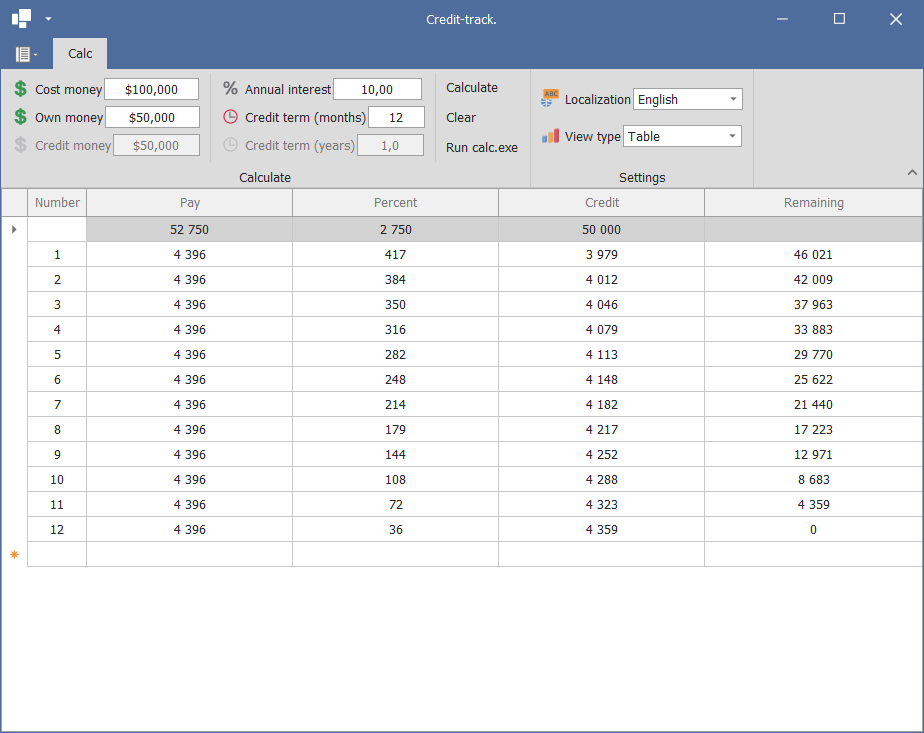 Credit-track.
Calc
Cost money $100,000 Annual interest 10,00 Calculate
Own money $50,000 Credit term (months) 12 Clear
Credit money $50,000 Credit term (years) 1,0 Run calc.exe
ABC Localization English
View type Table
Calculate Settings
Number Pay Percent Credit Remaining
52 750 2 750 50 000
1 4 396 417 3 979 46 021
2 4 396 384 4 012 42 009
3 4 396 350 4 046 37 963
4 4 396 316 4 079 33 883
5 4 396 282 4 113 29 770
6 4 396 248 4 148 25 622
7 4 396 214 4 182 21 440
8 4 396 179 4 217 17 223
9 4 396 144 4 252 12 971
10 4 396 108 4 288 8 683
11 4 396 72 4 323 4 359
12 4 396 36 4 359 0